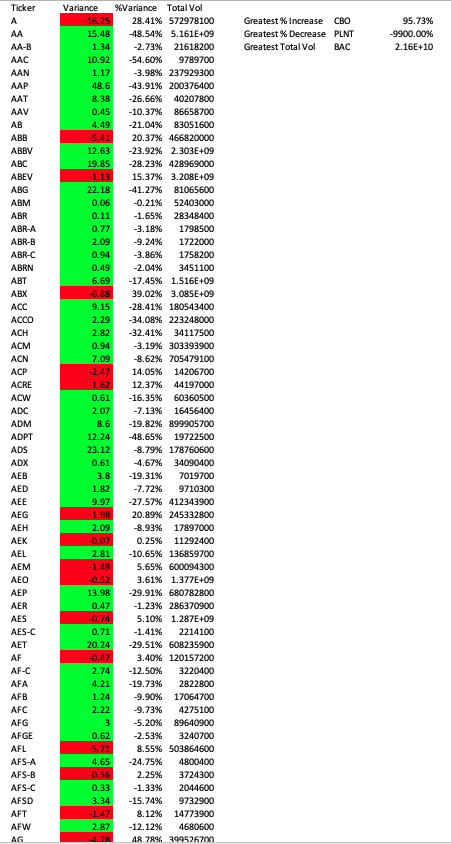 Ticker Variance %Variance Total Vol
A -16.25 28.41% 572978100 Greatest % Increase CBO 95.73%
AA 15.48 -48.54% 5.161E+09 Greatest % Decrease PLNT -9900.00%
AA-B 1.34 -2.73% 21618200 Greatest Total Vol BAC 2.16E+10
AAC 10.92 -54.60% 9789700
AAN 1.17 -3.98% 237929300
AAP 48.6 -43.91% 200376400
AAT 8.38 -26.66% 40207800
AAV 0.45 -10.37% 86658700
AB 4.49 -21.04% 83051600
ABB -5.41 20.37% 466820000
ABBV 12.63 -23.92% 2.303E+09
ABC 19.85 -28.23% 428969000
ABEV -1.13 15.37% 3.208E+09
ABG 22.18 -41.27% 81065600
ABM 0.06 -0.21% 52403000
ABR 0.11 -1.65% 28348400
ABR-A 0.77 -3.18% 1798500
ABR-B 2.09 -9.24% 1722000
ABR-C 0.94 -3.86% 1758200
ABRN 0.49 -2.04% 3451100
ABT 6.69 -17.45% 1.516E+09
ABX -6.88 39.02% 3.085E+09
ACC 9.15 -28.41% 180543400
ACCO 2.29 -34.08% 223248000
ACH 2.82 -32.41% 34117500
ACM 0.94 -3.19% 303393900
ACN 7.09 -8.62% 705479100
ACP -2.47 14.05% 14206700
ACRE -1.62 12.37% 44197000
ACW 0.61 -16.35% 60360500
ADC 2.07 -7.13% 16456400
ADM 8.6 -19.82% 899905700
ADPT 12.24 -48.65% 19722500
ADS 23.12 -8.79% 178760600
ADX 0.61 -4.67% 34090400
AEB 3.8 -19.31% 7019700
AED 1.82 -7.72% 9710300
AEE 9.97 -27.57% 412343900
AEG -1.98 20.89% 245332800
AEH 2.09 -8.93% 17897000
AEK -0.07 0.25% 11292400
AEL 2.81 -10.65% 136859700
AEM -1.49 5.65% 600094300
AEO -0.52 3.61% 1.377E+09
AEP 13.98 -29.91% 680782800
AER 0.47 -1.23% 286370900
AES -0.74 5.10% 1.287E+09
AES-C 0.71 -1.41% 2214100
AET 20.24 -29.51% 608235900
AF -0.47 3.40% 120157200
AF-C 2.74 -12.50% 3220400
AFA 4.21 -19.73% 2822800
AFB 1.24 -9.90% 17064700
AFC 2.22 -9.73% 4275100
AFG 3 -5.20% 89640900
AFGE 0.62 -2.53% 3240700
AFL -5.71 8.55% 503864600
AFS-A 4.65 -24.75% 4800400
AFS-B -0.56 2.25% 3724300
AFS-C 0.33 -1.33% 2044600
AFSD 3.34 -15.74% 9732900
AFT -1.47 8.12% 14773900
AFW 2.87 -12.12% 4680600
AG -4.78 48.78% 399526700